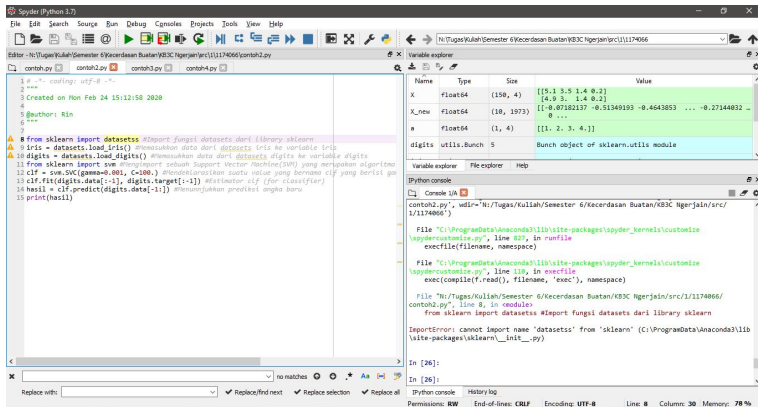 Spyder (Python 3.7)
File Edit Search Source Run Debug Consoles Projects Tools View Help
N:\Tugas\Kuliah\Semester 6\Kecerdasan Buatan\KB3C Ngerjain\src\1\1174066
Editor - N:\Tugas\Kuliah\Semester 6\Kecerdasan Buatan\KB3C Ngerjain\src\1\1174066\contoh2.py
contoh.py contoh2.py contoh3.py contoh4.py
1 # -*- coding: utf-8 -*-
2 """
3 Created on Mon Feb 24 15:12:58 2020
4
5 @author: Rin
6 """
7
8 from sklearn import datasetss #Import fungsi datasets dari library sklearn
9 iris = datasets.load_iris() #Memasukkan data dari datasets iris ke variable iris
10 digits = datasets.load_digits() #Memasukkan data dari datasets digits ke variable digits
11 from sklearn import svm #Mengimport sebuah Support Vector Machine(SVM) yang merupakan algoritma
12 clf = svm.SVC(gamma=0.001, C=100.) #Mendeklarasikan suatu value yang bernama clf yang berisi gam
13 clf.fit(digits.data[:-1], digits.target[:-1]) #Estimator clf (for classifier)
14 hasil = clf.predict(digits.data[-1:]) #Menunjukkan prediksi angka baru
15 print(hasil)
no matches Aa
Replace with: Replace/find next Replace selection Replace all
Variable explorer
Name Type Size Value
X float64 (150, 4) [[5.1 3.5 1.4 0.2]
[4.9 3. 1.4 0.2]
X_new float64 (10, 1973) [[-0.07182137 -0.51349193 -0.4643853 ... -0.27144032 ...
0 ...
a float64 (1, 4) [[1. 2. 3. 4.]]
digits utils.Bunch 5 Bunch object of sklearn.utils module
Variable explorer File explorer Help
IPython console
Console 1/A
contoh2.py', wdir='N:/Tugas/Kuliah/Semester 6/Kecerdasan Buatan/KB3C Ngerjain/src/
1/1174066')
File "C:\ProgramData\Anaconda3\lib\site-packages\spyder_kernels\customize
\spydercustomize.py", line 827, in runfile
execfile(filename, namespace)
File "C:\ProgramData\Anaconda3\lib\site-packages\spyder_kernels\customize
\spydercustomize.py", line 110, in execfile
exec(compile(f.read(), filename, 'exec'), namespace)
File "N:/Tugas/Kuliah/Semester 6/Kecerdasan Buatan/KB3C Ngerjain/src/1/1174066/
contoh2.py", line 8, in <module>
from sklearn import datasetss #Import fungsi datasets dari library sklearn
ImportError: cannot import name 'datasetss' from 'sklearn' (C:\ProgramData\Anaconda3\lib
\site-packages\sklearn\__init__.py)
In [26]:
In [26]:
IPython console History log
Permissions: RW End-of-lines: CRLF Encoding: UTF-8 Line: 8 Column: 30 Memory: 78 %